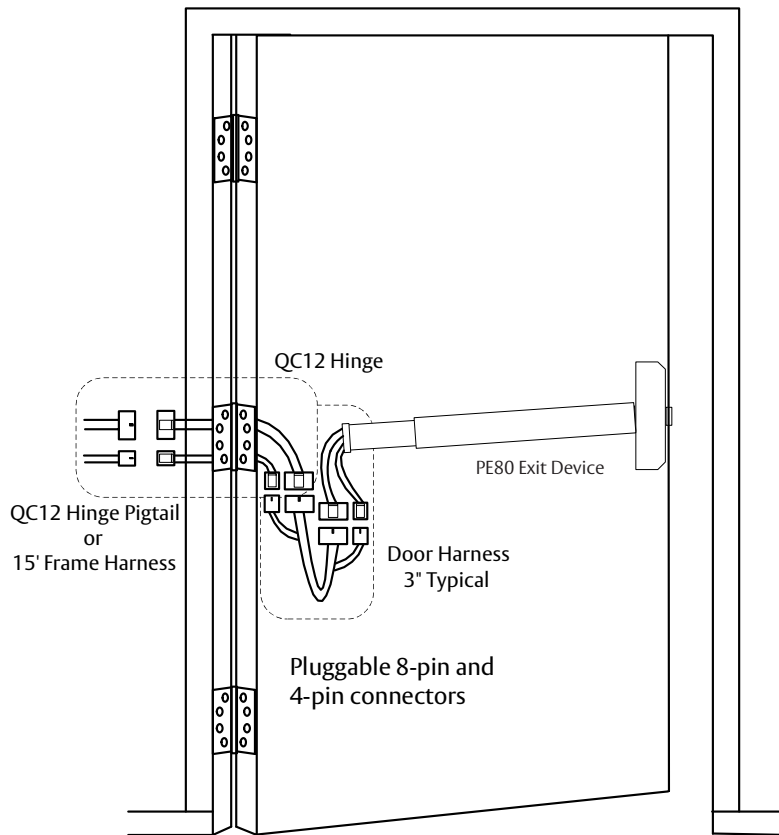 QC12 Hinge
PE80 Exit Device
QC12 Hinge Pigtail
or
15' Frame Harness
Door Harness
3" Typical
Pluggable 8-pin and
4-pin connectors